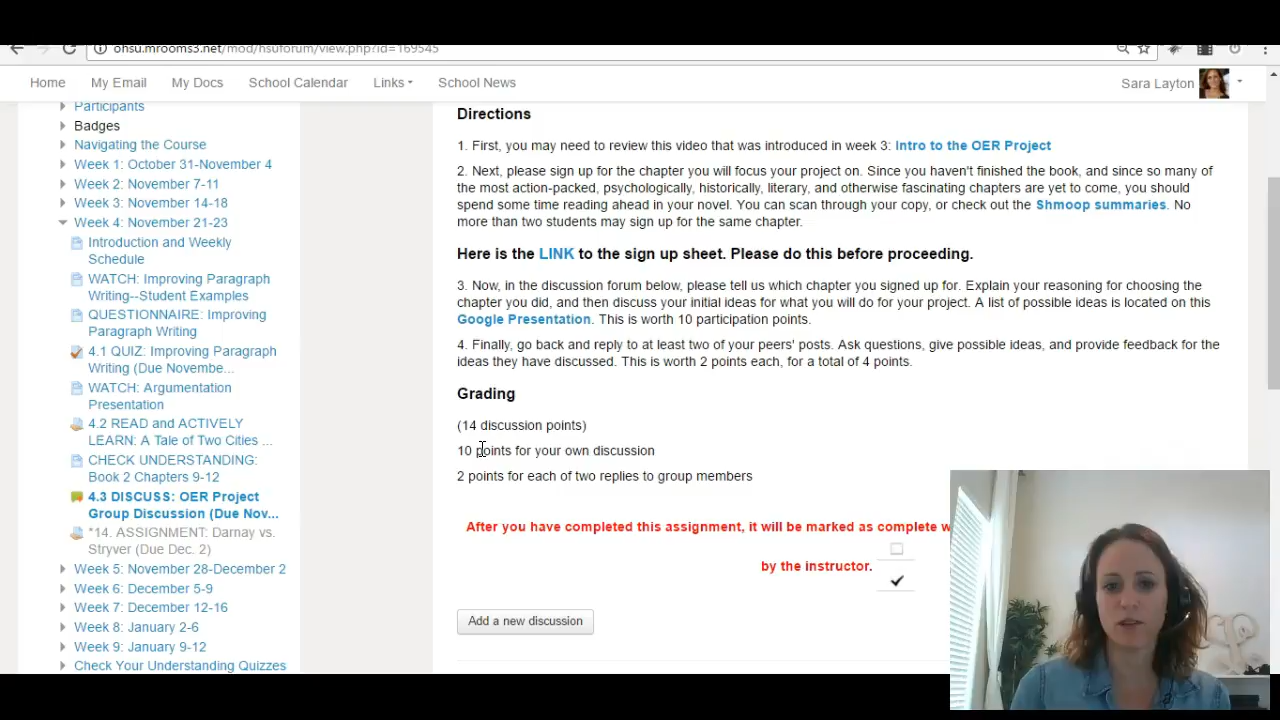 ohsu.mrooms3.net/mod/hsuforum/view.php?id=169545
Home My Email My Docs School Calendar Links School News Sara Layton
Participants
Badges
Navigating the Course
Week 1: October 31-November 4
Week 2: November 7-11
Week 3: November 14-18
Week 4: November 21-23
Introduction and Weekly
Schedule
WATCH: Improving Paragraph
Writing--Student Examples
QUESTIONNAIRE: Improving
Paragraph Writing
4.1 QUIZ: Improving Paragraph
Writing (Due Novembe...
WATCH: Argumentation
Presentation
4.2 READ and ACTIVELY
LEARN: A Tale of Two Cities ...
CHECK UNDERSTANDING:
Book 2 Chapters 9-12
4.3 DISCUSS: OER Project
Group Discussion (Due Nov...
*14. ASSIGNMENT: Darnay vs.
Stryver (Due Dec. 2)
Week 5: November 28-December 2
Week 6: December 5-9
Week 7: December 12-16
Week 8: January 2-6
Week 9: January 9-12
Check Your Understanding Quizzes
Directions
1. First, you may need to review this video that was introduced in week 3: Intro to the OER Project
2. Next, please sign up for the chapter you will focus your project on. Since you haven't finished the book, and since so many of
the most action-packed, psychologically, historically, literary, and otherwise fascinating chapters are yet to come, you should
spend some time reading ahead in your novel. You can scan through your copy, or check out the Shmoop summaries. No
more than two students may sign up for the same chapter.
Here is the LINK to the sign up sheet. Please do this before proceeding.
3. Now, in the discussion forum below, please tell us which chapter you signed up for. Explain your reasoning for choosing the
chapter you did, and then discuss your initial ideas for what you will do for your project. A list of possible ideas is located on this
Google Presentation. This is worth 10 participation points.
4. Finally, go back and reply to at least two of your peers' posts. Ask questions, give possible ideas, and provide feedback for the
ideas they have discussed. This is worth 2 points each, for a total of 4 points.
Grading
(14 discussion points)
10 points for your own discussion
2 points for each of two replies to group members
After you have completed this assignment, it will be marked as complete w
by the instructor.
Add a new discussion